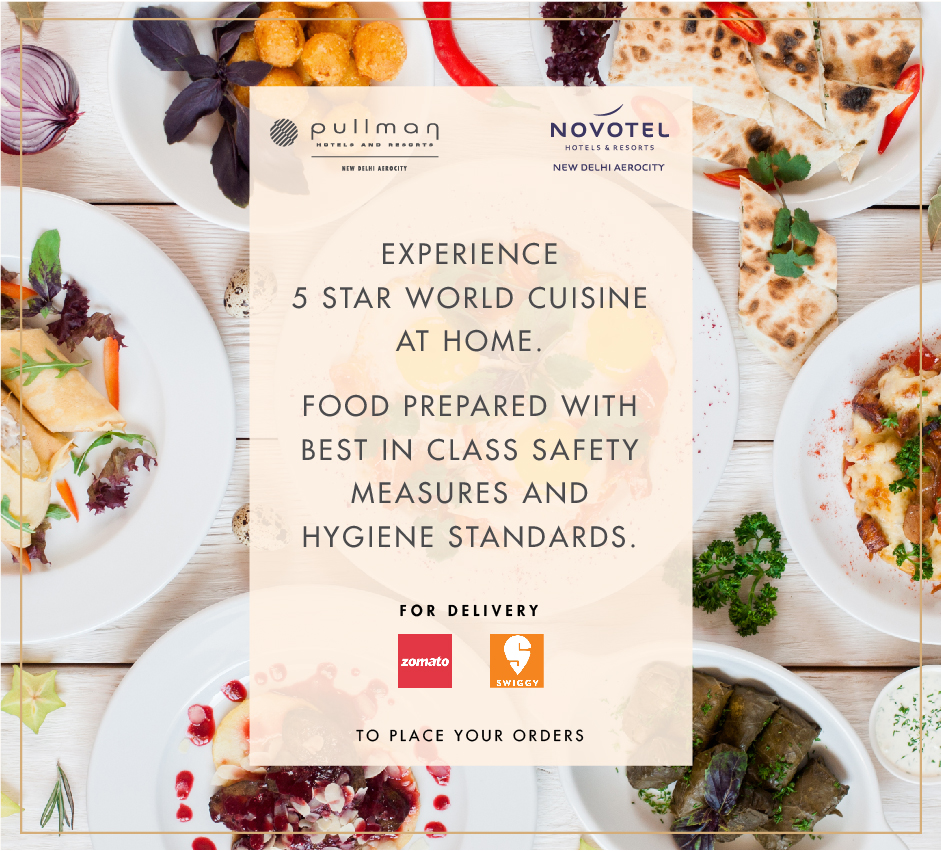 pullman
HOTELS AND RESORTS
NEW DELHI AEROCITY
NOVOTEL
HOTELS & RESORTS
NEW DELHI AEROCITY
EXPERIENCE
5 STAR WORLD CUISINE
AT HOME.
FOOD PREPARED WITH
BEST IN CLASS SAFETY
MEASURES AND
HYGIENE STANDARDS.
FOR DELIVERY
zomato
SWIGGY
TO PLACE YOUR ORDERS